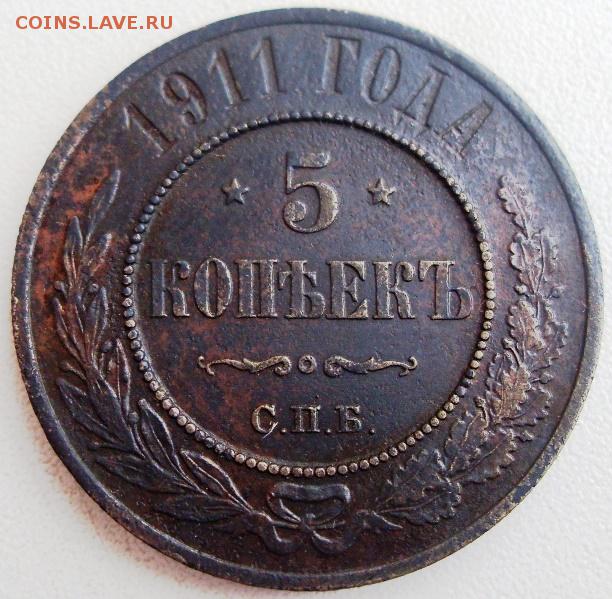 COINS.LAVE.RU
1911 ГОДА
5
КОПѢЕКЪ
С.П.Б.